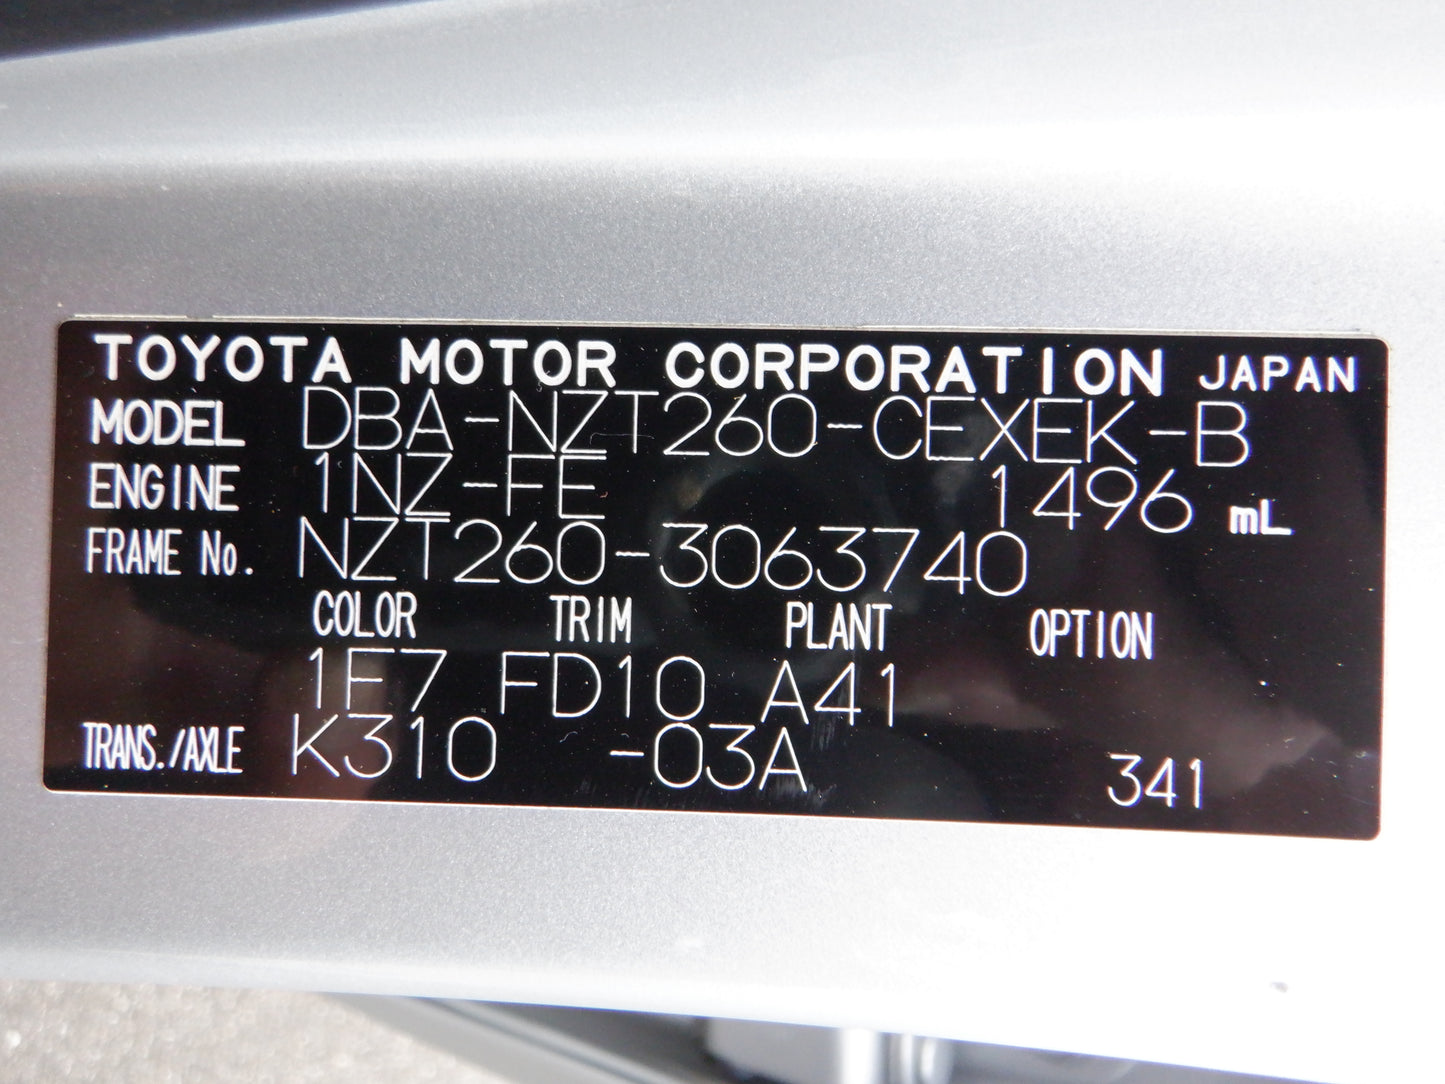 TOYOTA MOTOR CORPORATION JAPAN
MODEL DBA-NZT260-CEXEK-B
ENGINE 1NZ-FE 1496 mL
FRAME No. NZT260-3063740
COLOR TRIM PLANT OPTION
1F7 FD10 A41
TRANS./AXLE K310 -03A 341